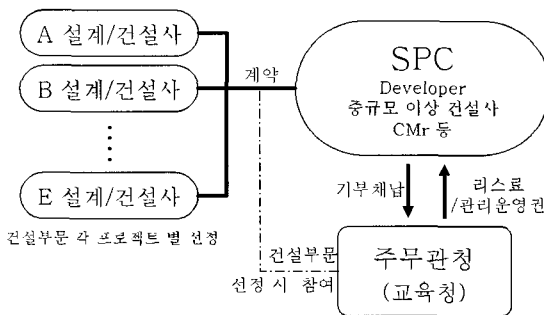 A 설계/건설사
B 설계/건설사
E 설계/건설사
건설부문 각 프로젝트 별 선정
계약
SPC
Developer
중규모 이상 건설사
CMr 등
기부채납
리스료
/관리운영권
건설부문
선정 시 참여
주무관청
(교육청)